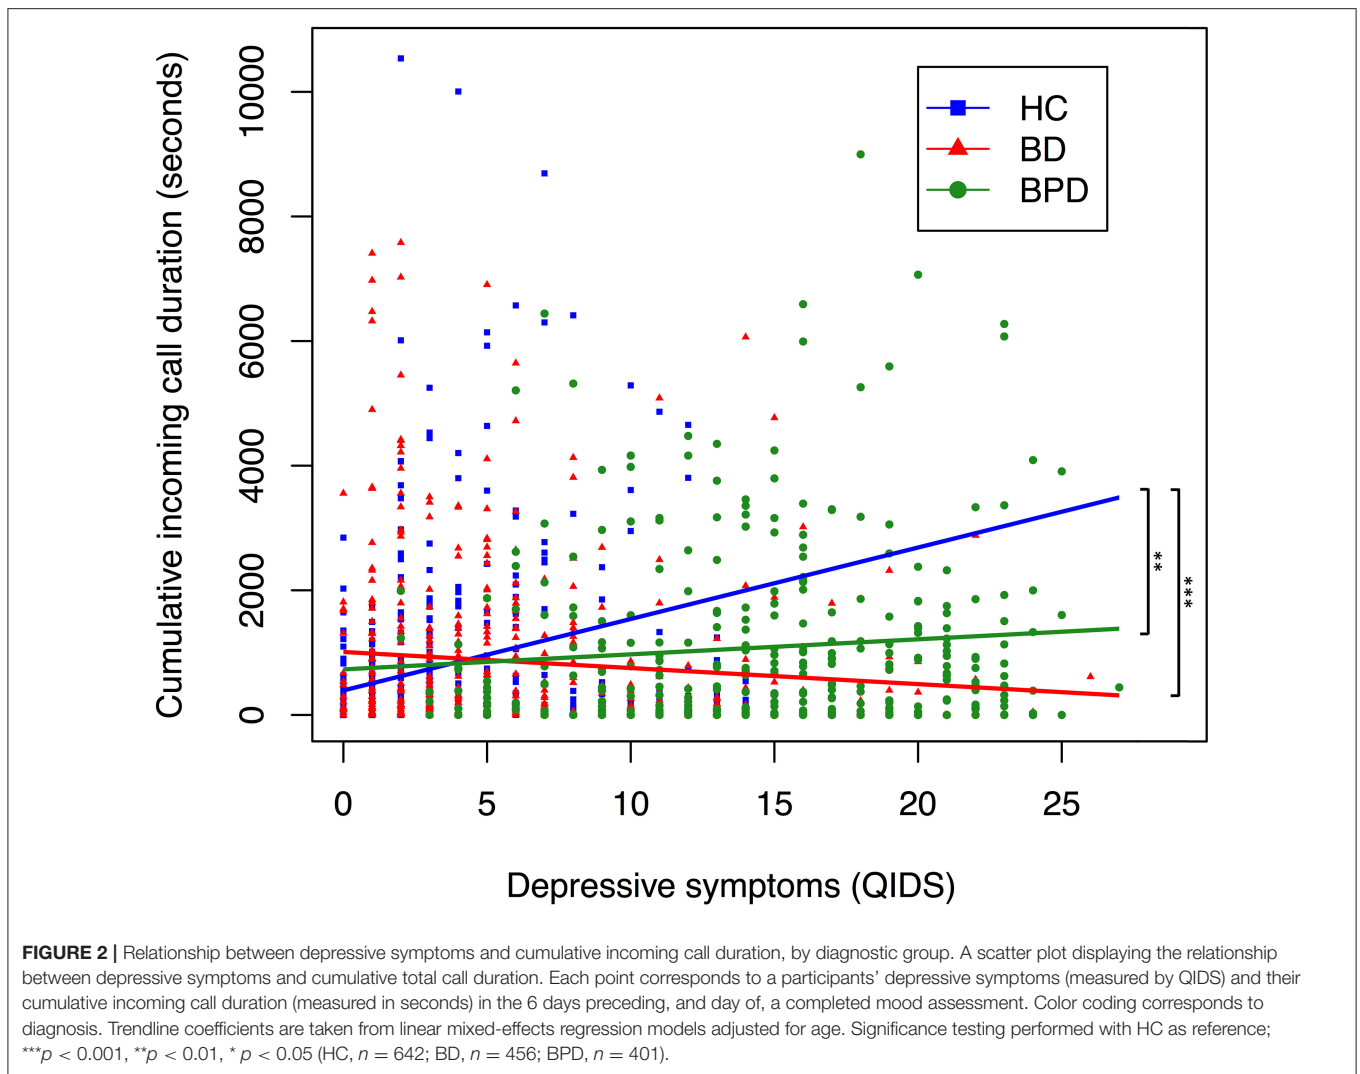 Cumulative incoming call duration (seconds)
10000
8000
6000
4000
2000
0
HC
BD
BPD
**
***
0 5 10 15 20 25
Depressive symptoms (QIDS)
FIGURE 2 | Relationship between depressive symptoms and cumulative incoming call duration, by diagnostic group. A scatter plot displaying the relationship
between depressive symptoms and cumulative total call duration. Each point corresponds to a participants' depressive symptoms (measured by QIDS) and their
cumulative incoming call duration (measured in seconds) in the 6 days preceding, and day of, a completed mood assessment. Color coding corresponds to
diagnosis. Trendline coefficients are taken from linear mixed-effects regression models adjusted for age. Significance testing performed with HC as reference;
***p < 0.001, **p < 0.01, * p < 0.05 (HC, n = 642; BD, n = 456; BPD, n = 401).